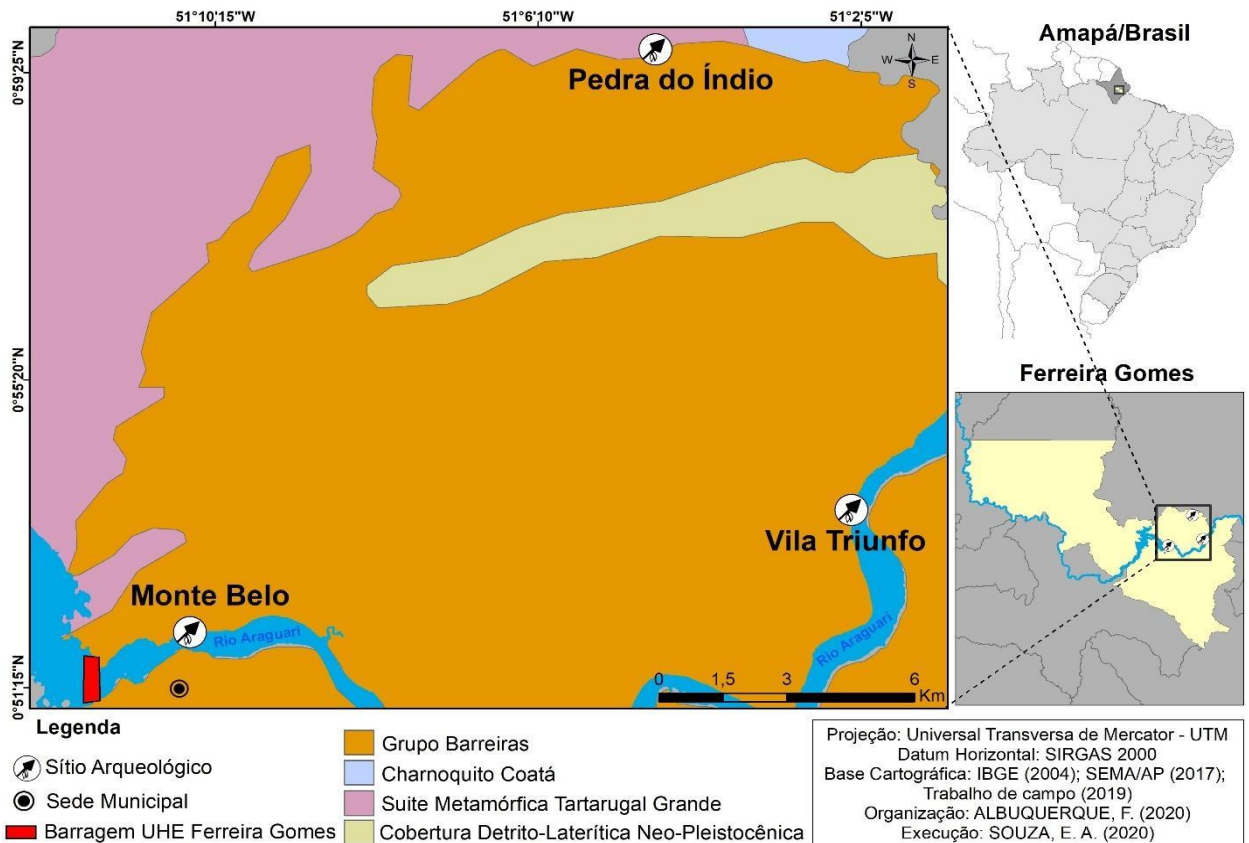 51°10'15"W
51°6'10"W
51°2'5"W
0°59'25"N
0°55'20"N
0°51'15"N
N
W E
S
Pedra do Índio
Vila Triunfo
Monte Belo
Rio Araguari
Rio Araguari
0 1,5 3 6
Km
Amapá/Brasil
Ferreira Gomes
Legenda
Sítio Arqueológico
Sede Municipal
Barragem UHE Ferreira Gomes
Grupo Barreiras
Charnoquito Coatá
Suite Metamórfica Tartarugal Grande
Cobertura Detrito-Laterítica Neo-Pleistocênica
Projeção: Universal Transversa de Mercator - UTM
Datum Horizontal: SIRGAS 2000
Base Cartográfica: IBGE (2004); SEMA/AP (2017);
Trabalho de campo (2019)
Organização: ALBUQUERQUE, F. (2020)
Execução: SOUZA, E. A. (2020)